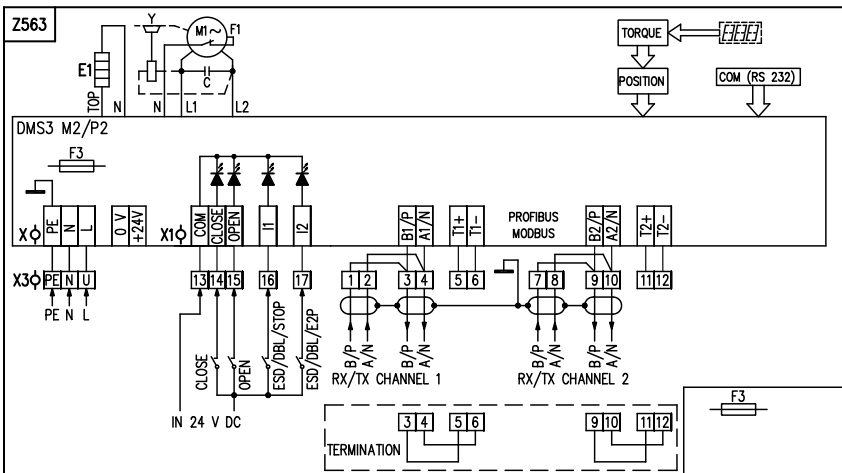 Z563
Y
M1~
F1
E1
C
TOP
N
N
L1
L2
TORQUE
POSITION
COM (RS 232)
DMS3 M2/P2
F3
X
PE
N
L
0 V
+24V
X1
COM
CLOSE
OPEN
I1
I2
B1/P
A1/N
T1+
T1-
PROFIBUS
MODBUS
B2/P
A2/N
T2+
T2-
X3
PE
N
U
13
14
15
16
17
1
2
3
4
5
6
7
8
9
10
11
12
PE N L
CLOSE
OPEN
ESD/DBL/STOP
ESD/DBL/E2P
B/P
A/N
B/P
A/N
B/P
A/N
B/P
A/N
RX/TX CHANNEL 1
RX/TX CHANNEL 2
IN 24 V DC
TERMINATION
3
4
5
6
9
10
11
12
F3